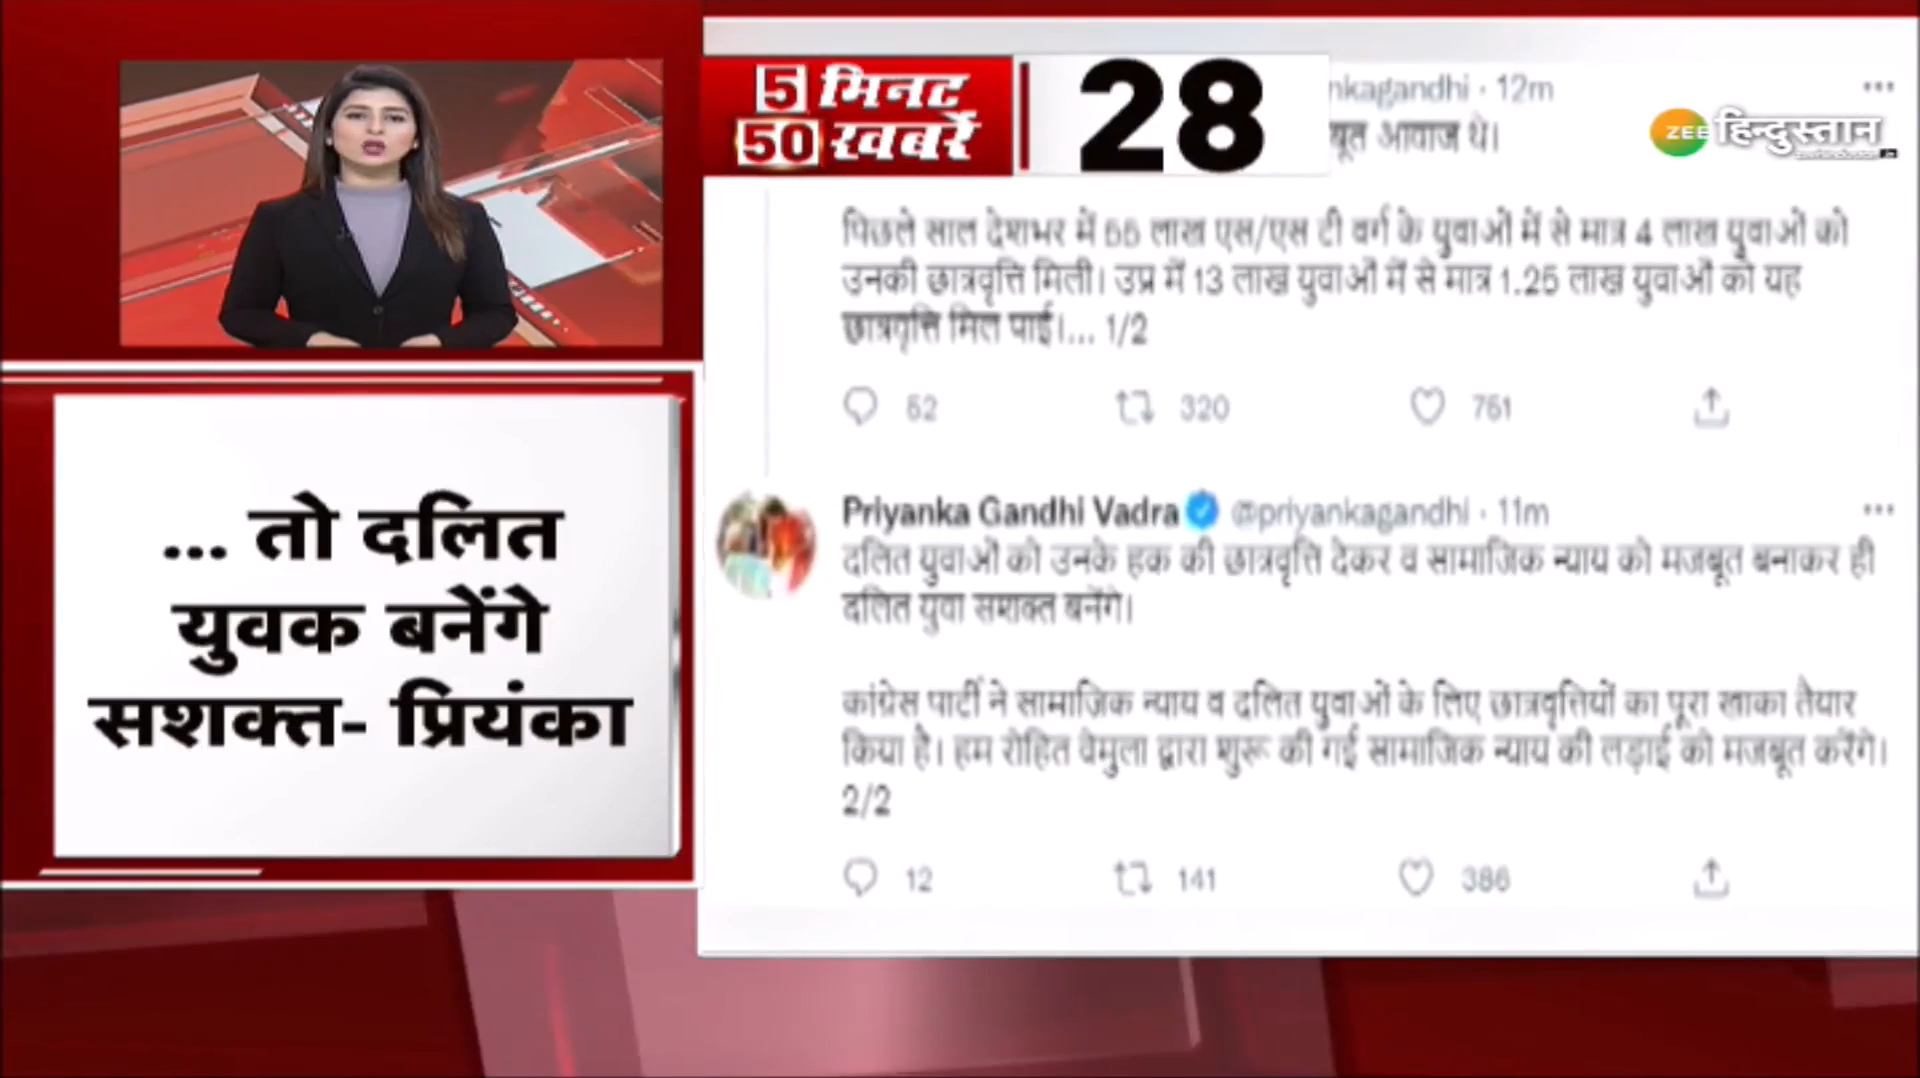 5 मिनट
50 खबरें
28
ZEE हिन्दुस्तान
nkagandhi · 12m
बूत आवाज थे।
पिछले साल देशभर में 55 लाख एस/एस टी वर्ग के युवाओं में से मात्र 4 लाख युवाओं को
उनकी छात्रवृत्ति मिली। उप्र में 13 लाख युवाओं में से मात्र 1.25 लाख युवाओं को यह
छात्रवृत्ति मिल पाई।... 1/2
52 320 751
Priyanka Gandhi Vadra @priyankagandhi · 11m
दलित युवाओं को उनके हक की छात्रवृत्ति देकर व सामाजिक न्याय को मजबूत बनाकर ही
दलित युवा सशक्त बनेंगे।
कांग्रेस पार्टी ने सामाजिक न्याय व दलित युवाओं के लिए छात्रवृत्तियों का पूरा खाका तैयार
किया है। हम रोहित वेमुला द्वारा शुरू की गई सामाजिक न्याय की लड़ाई को मजबूत करेंगे।
2/2
12 141 386
... तो दलित
युवक बनेंगे
सशक्त- प्रियंका